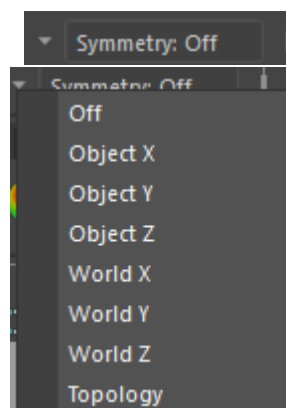 Symmetry: Off
Symmetry: Off
Off
Object X
Object Y
Object Z
World X
World Y
World Z
Topology